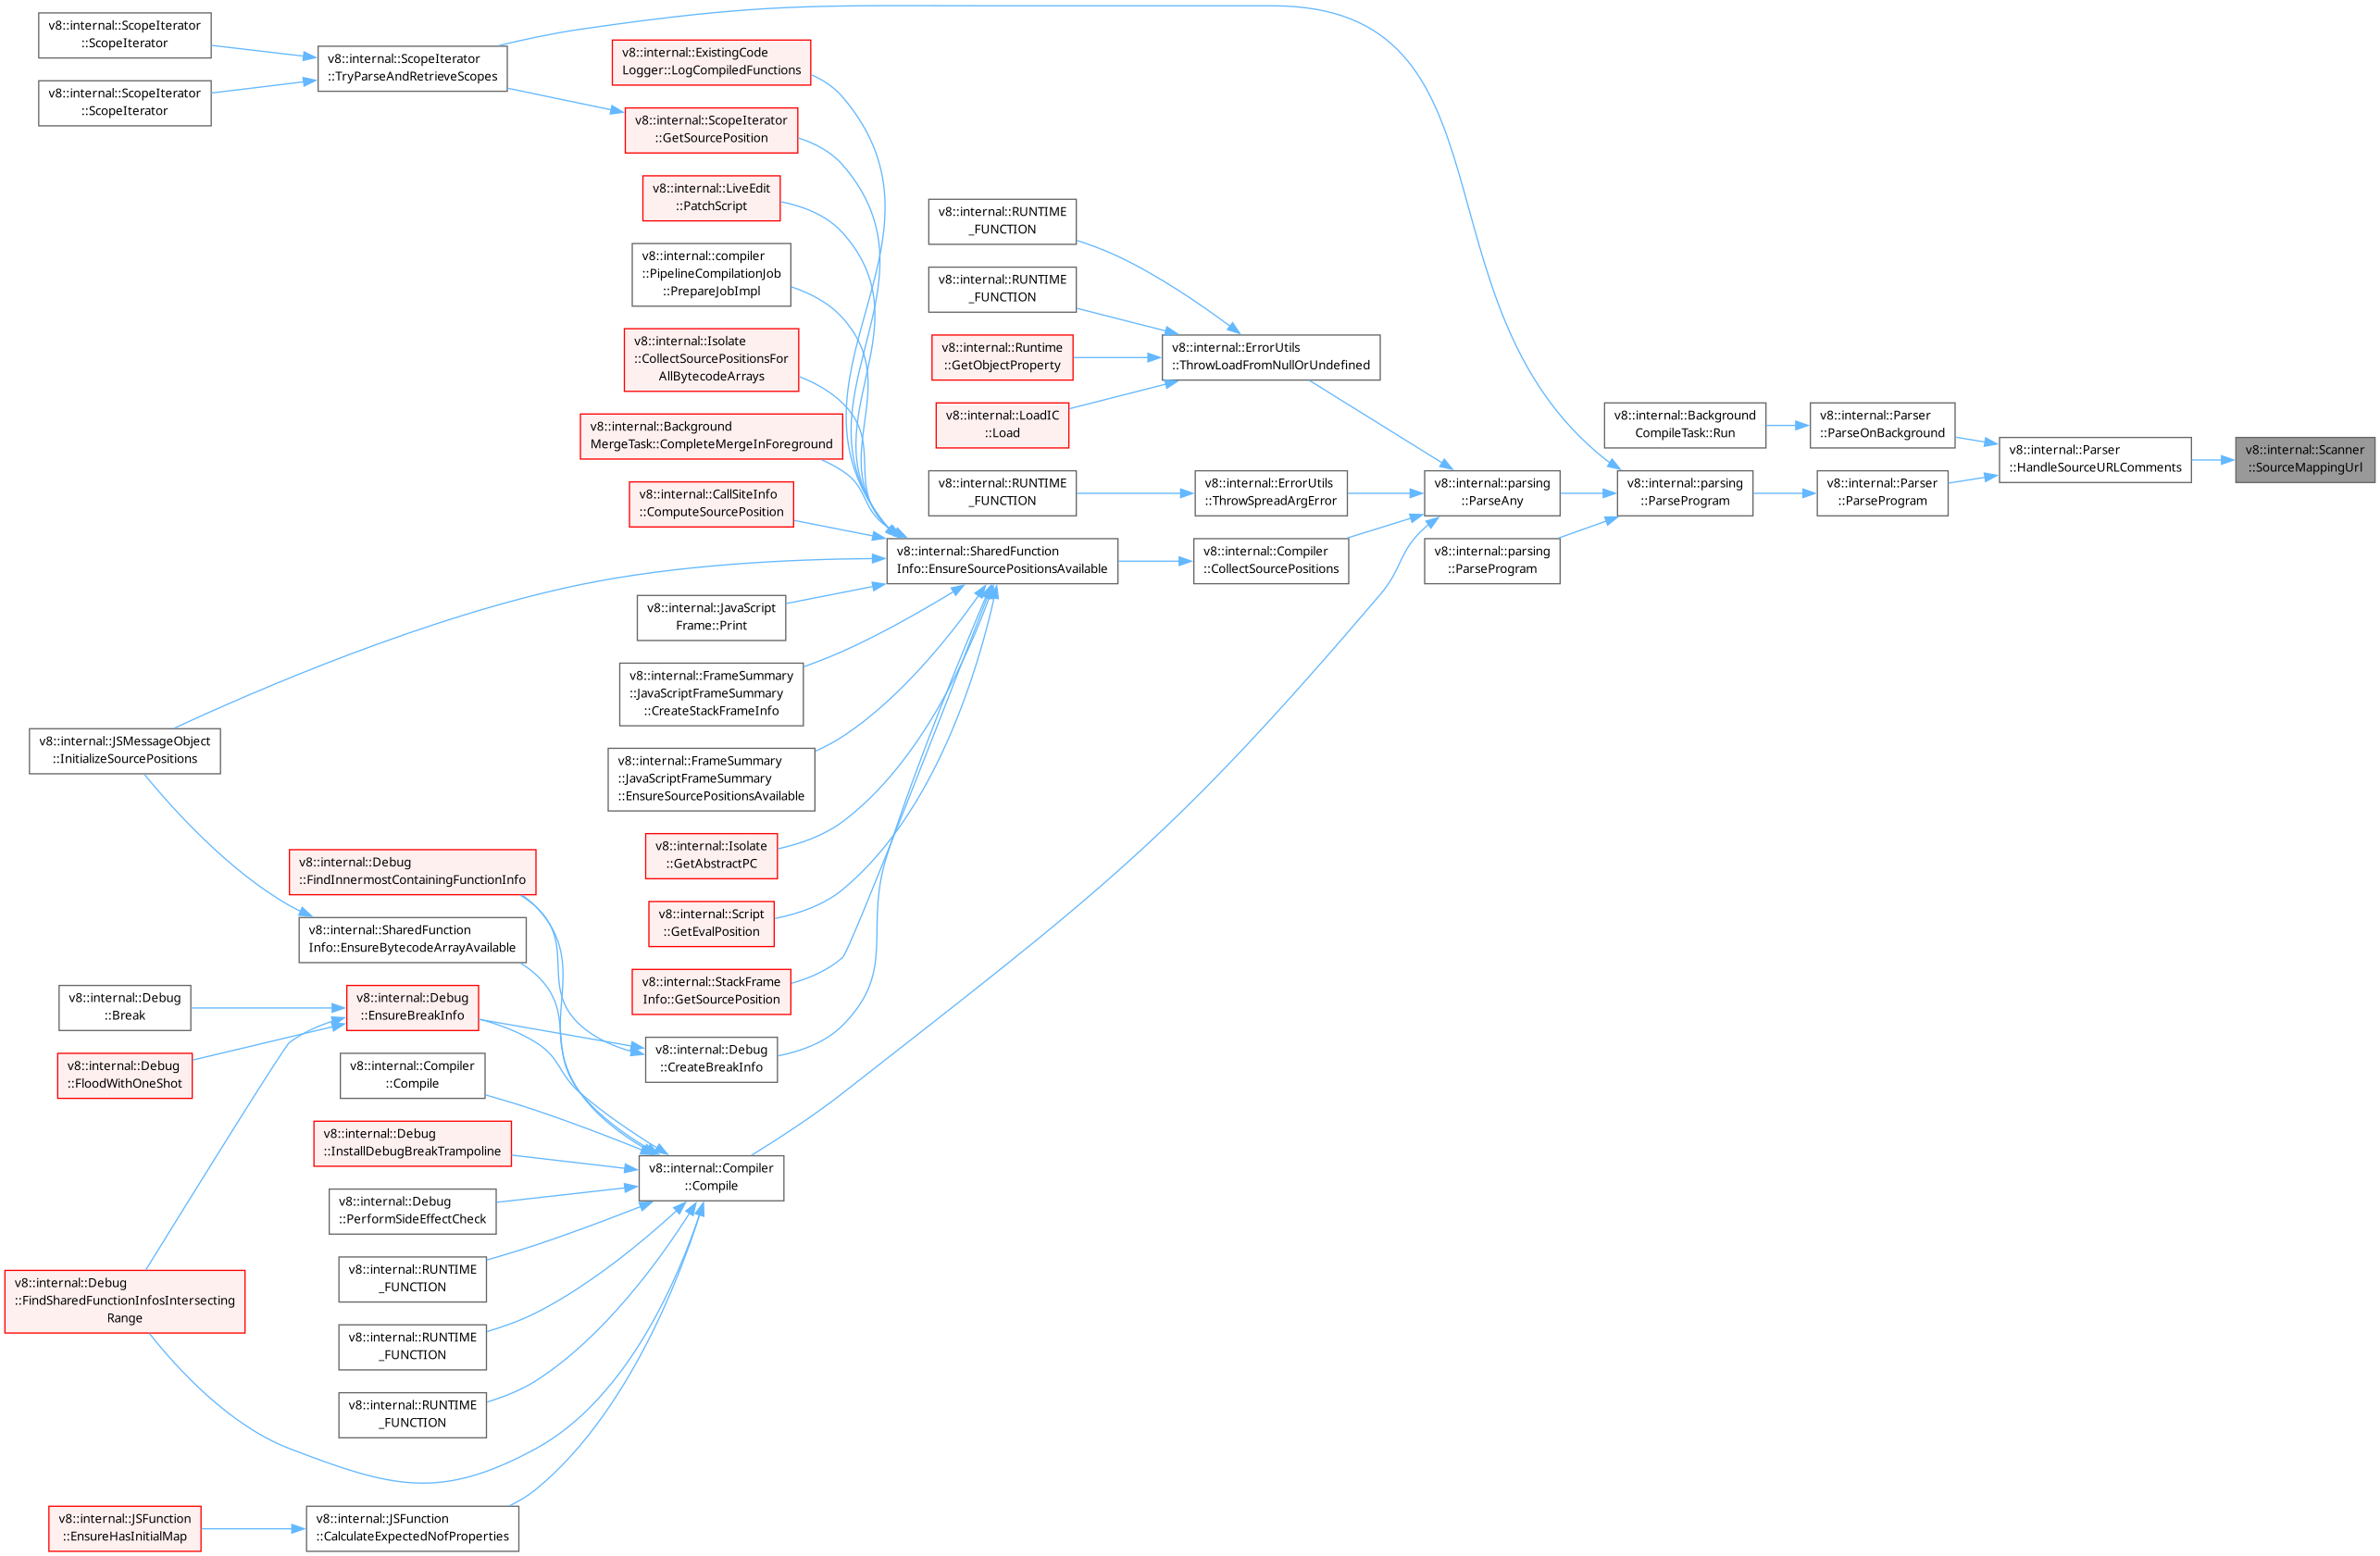 v8::internal::ScopeIterator
::ScopeIterator
v8::internal::ScopeIterator
::ScopeIterator
v8::internal::ScopeIterator
::TryParseAndRetrieveScopes
v8::internal::ExistingCode
Logger::LogCompiledFunctions
v8::internal::ScopeIterator
::GetSourcePosition
v8::internal::LiveEdit
::PatchScript
v8::internal::compiler
::PipelineCompilationJob
::PrepareJobImpl
v8::internal::Isolate
::CollectSourcePositionsFor
AllBytecodeArrays
v8::internal::Background
MergeTask::CompleteMergeInForeground
v8::internal::CallSiteInfo
::ComputeSourcePosition
v8::internal::SharedFunction
Info::EnsureSourcePositionsAvailable
v8::internal::JavaScript
Frame::Print
v8::internal::FrameSummary
::JavaScriptFrameSummary
::CreateStackFrameInfo
v8::internal::FrameSummary
::JavaScriptFrameSummary
::EnsureSourcePositionsAvailable
v8::internal::Isolate
::GetAbstractPC
v8::internal::Script
::GetEvalPosition
v8::internal::StackFrame
Info::GetSourcePosition
v8::internal::Debug
::CreateBreakInfo
v8::internal::Compiler
::Compile
v8::internal::RUNTIME
_FUNCTION
v8::internal::RUNTIME
_FUNCTION
v8::internal::Runtime
::GetObjectProperty
v8::internal::LoadIC
::Load
v8::internal::RUNTIME
_FUNCTION
v8::internal::ErrorUtils
::ThrowLoadFromNullOrUndefined
v8::internal::ErrorUtils
::ThrowSpreadArgError
v8::internal::Compiler
::CollectSourcePositions
v8::internal::parsing
::ParseAny
v8::internal::parsing
::ParseProgram
v8::internal::Background
CompileTask::Run
v8::internal::parsing
::ParseProgram
v8::internal::Parser
::ParseOnBackground
v8::internal::Parser
::ParseProgram
v8::internal::Parser
::HandleSourceURLComments
v8::internal::Scanner
::SourceMappingUrl
v8::internal::JSMessageObject
::InitializeSourcePositions
v8::internal::Debug
::FindInnermostContainingFunctionInfo
v8::internal::SharedFunction
Info::EnsureBytecodeArrayAvailable
v8::internal::Debug
::Break
v8::internal::Debug
::EnsureBreakInfo
v8::internal::Debug
::FloodWithOneShot
v8::internal::Compiler
::Compile
v8::internal::Debug
::InstallDebugBreakTrampoline
v8::internal::Debug
::PerformSideEffectCheck
v8::internal::RUNTIME
_FUNCTION
v8::internal::Debug
::FindSharedFunctionInfosIntersecting
Range
v8::internal::RUNTIME
_FUNCTION
v8::internal::RUNTIME
_FUNCTION
v8::internal::JSFunction
::EnsureHasInitialMap
v8::internal::JSFunction
::CalculateExpectedNofProperties